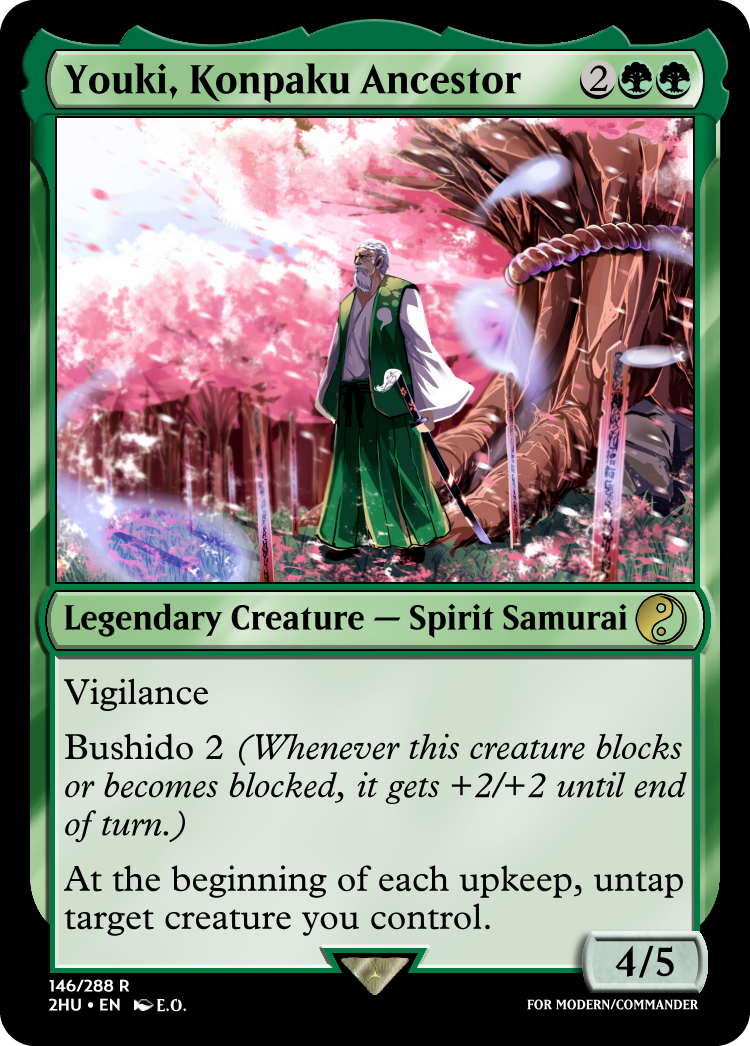 Youki, Konpaku Ancestor 2
Legendary Creature — Spirit Samurai
Vigilance
Bushido 2 (Whenever this creature blocks
or becomes blocked, it gets +2/+2 until end
of turn.)
At the beginning of each upkeep, untap
target creature you control.
4/5
146/288 R
2HU • EN E.O.
FOR MODERN/COMMANDER